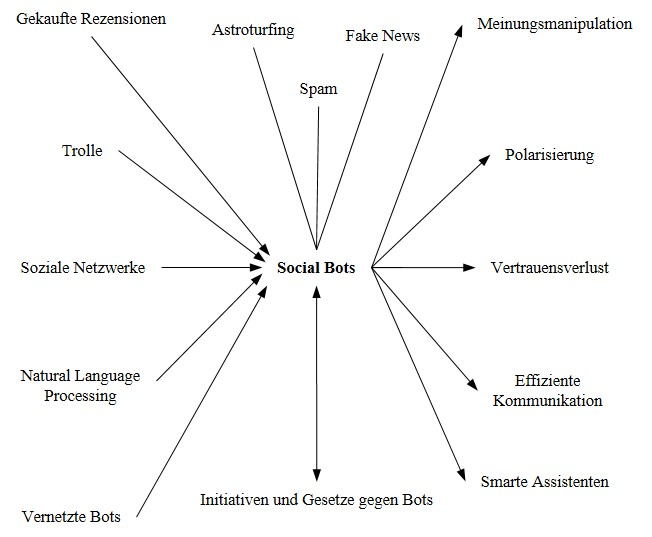 Gekaufte Rezensionen
Astroturfing
Fake News
Meinungsmanipulation
Spam
Trolle
Polarisierung
Soziale Netzwerke
Social Bots
Vertrauensverlust
Natural Language
Processing
Effiziente
Kommunikation
Smarte Assistenten
Initiativen und Gesetze gegen Bots
Vernetzte Bots